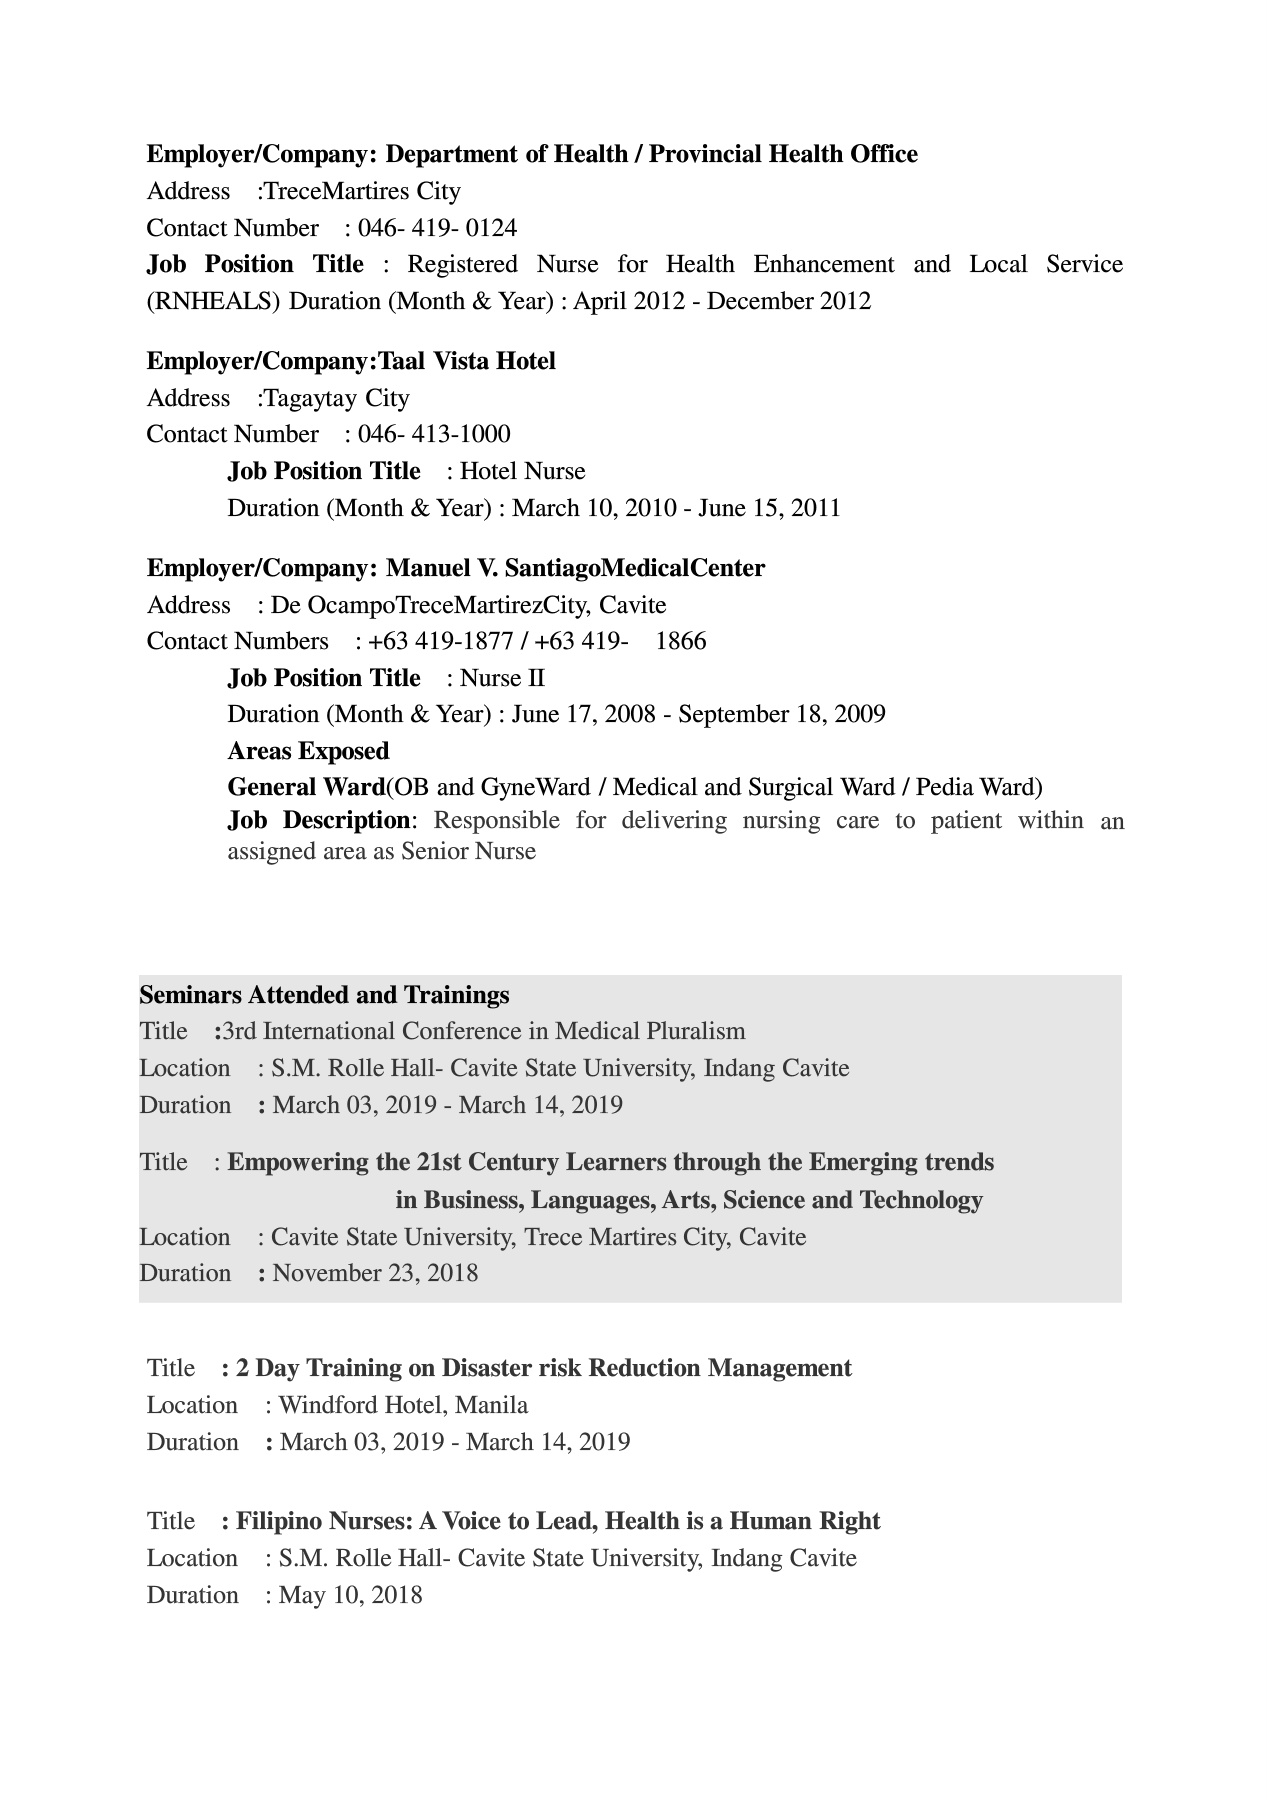 Employer/Company: Department of Health / Provincial Health Office
Address :TreceMartires City
Contact Number : 046- 419- 0124
Job Position Title : Registered Nurse for Health Enhancement and Local Service
(RNHEALS) Duration (Month & Year) : April 2012 - December 2012
Employer/Company:Taal Vista Hotel
Address :Tagaytay City
Contact Number : 046- 413-1000
Job Position Title : Hotel Nurse
Duration (Month & Year) : March 10, 2010 - June 15, 2011
Employer/Company: Manuel V. SantiagoMedicalCenter
Address : De OcampoTreceMartirezCity, Cavite
Contact Numbers : +63 419-1877 / +63 419- 1866
Job Position Title : Nurse II
Duration (Month & Year) : June 17, 2008 - September 18, 2009
Areas Exposed
General Ward(OB and GyneWard / Medical and Surgical Ward / Pedia Ward)
Job Description: Responsible for delivering nursing care to patient within an
assigned area as Senior Nurse
Seminars Attended and Trainings
Title :3rd International Conference in Medical Pluralism
Location : S.M. Rolle Hall- Cavite State University, Indang Cavite
Duration : March 03, 2019 - March 14, 2019
Title : Empowering the 21st Century Learners through the Emerging trends
in Business, Languages, Arts, Science and Technology
Location : Cavite State University, Trece Martires City, Cavite
Duration : November 23, 2018
Title : 2 Day Training on Disaster risk Reduction Management
Location : Windford Hotel, Manila
Duration : March 03, 2019 - March 14, 2019
Title : Filipino Nurses: A Voice to Lead, Health is a Human Right
Location : S.M. Rolle Hall- Cavite State University, Indang Cavite
Duration : May 10, 2018